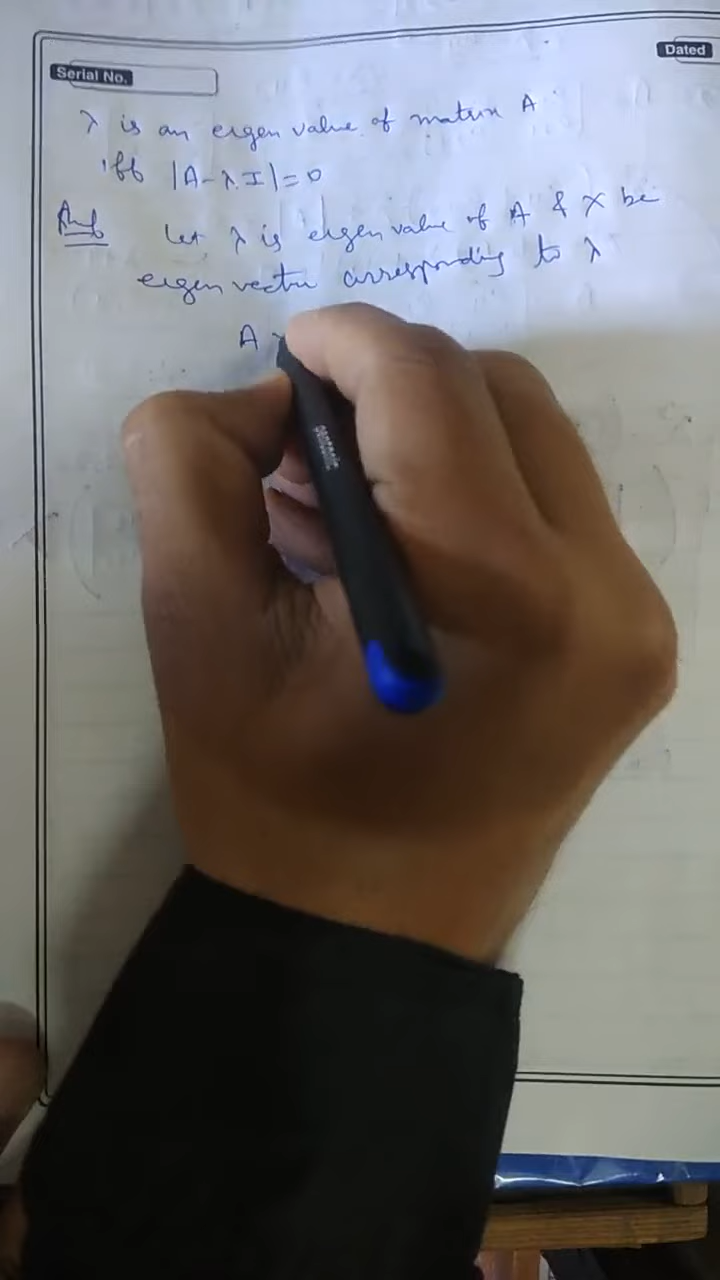 Serial No.
Dated
λ is an eigen value of matrix A
iff |A-λI|=0
Ans
Let λ is eigen value of A & X be
eigen vector corresponding to λ
A